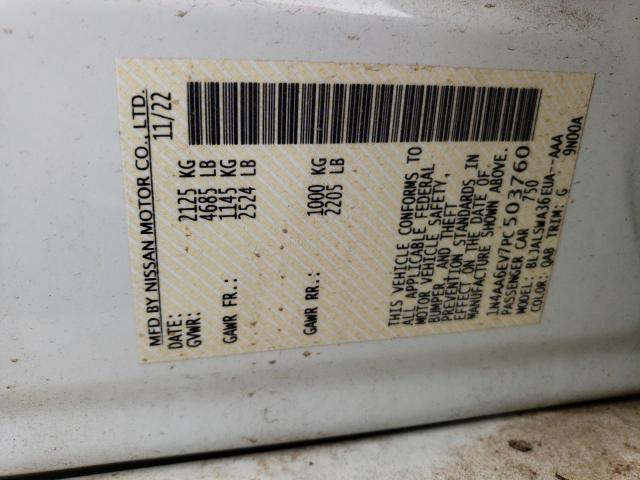 MFD BY NISSAN MOTOR CO., LTD.
DATE: 11/22
GVWR: 2125 KG
4685 LB
GAWR FR.: 1145 KG
2524 LB
GAWR RR.: 1000 KG
2205 LB
THIS VEHICLE CONFORMS TO
ALL APPLICABLE FEDERAL
MOTOR VEHICLE SAFETY,
BUMPER, AND THEFT
PREVENTION STANDARDS IN
EFFECT ON THE DATE OF
MANUFACTURE SHOWN ABOVE.
1N4AA6EV7PC503760
PASSENGER CAR 750
MODEL: BLJALSWA36EUA--AAA
COLOR: QAB TRIM: G 9N00A